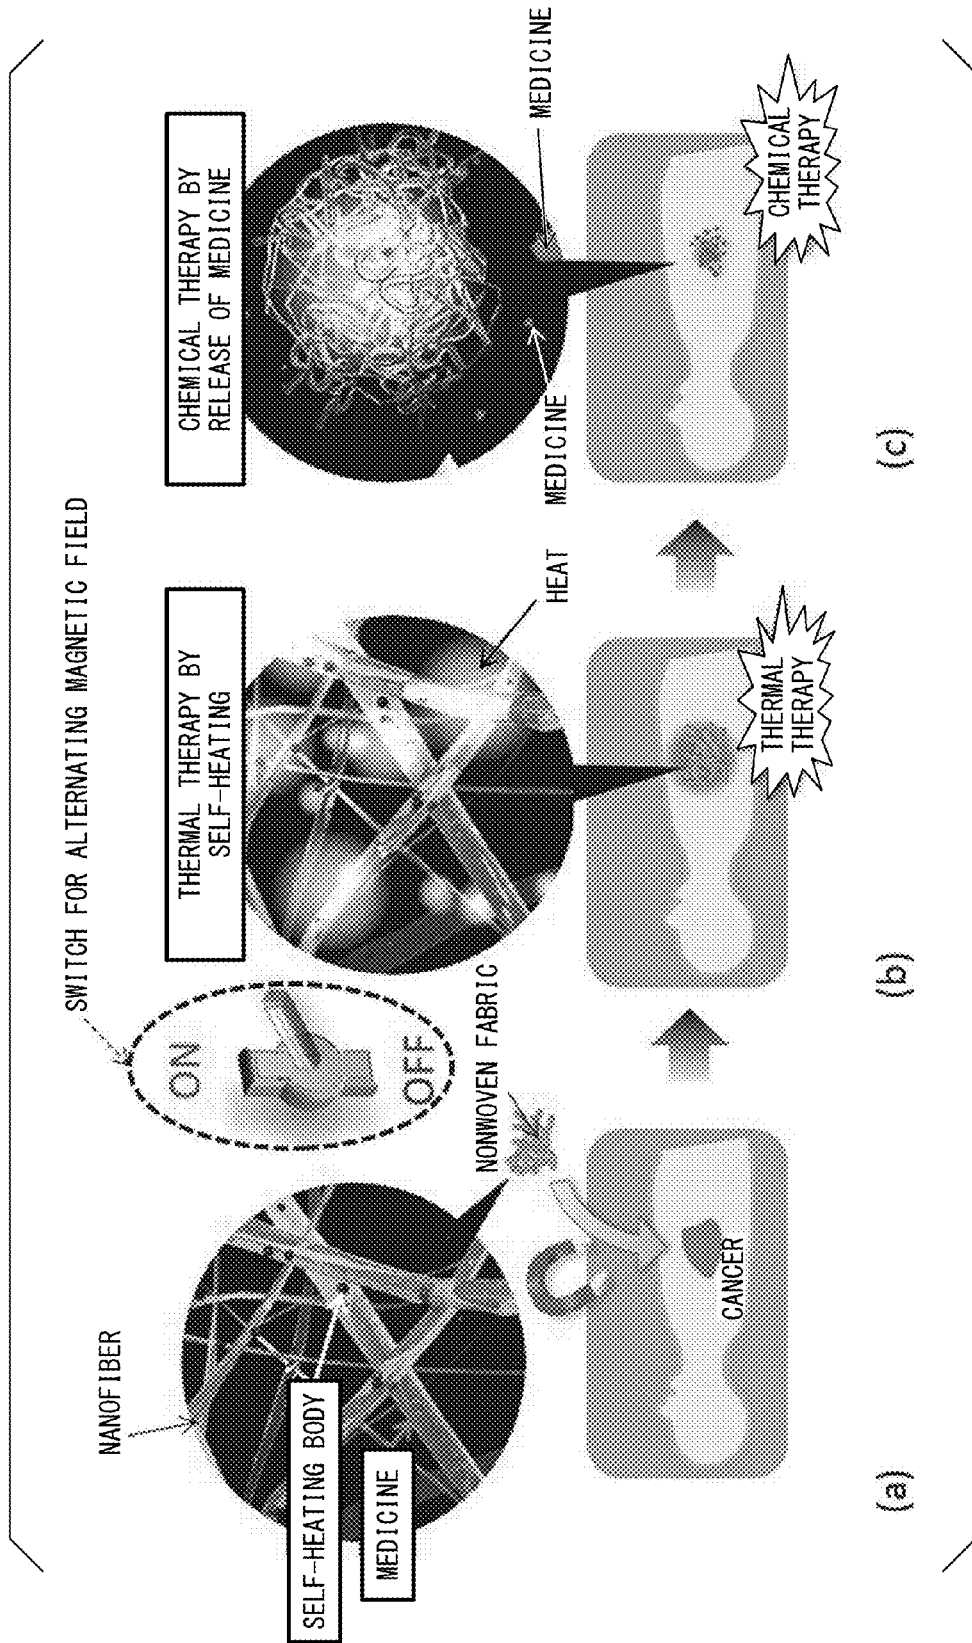 SWITCH FOR ALTERNATING MAGNETIC FIELD
NANOFIBER
ON
OFF
SELF-HEATING BODY
MEDICINE
NONWOVEN FABRIC
CANCER
(a)
THERMAL THERAPY BY
SELF-HEATING
HEAT
THERMAL
THERAPY
(b)
CHEMICAL THERAPY BY
RELEASE OF MEDICINE
MEDICINE
MEDICINE
CHEMICAL
THERAPY
(c)